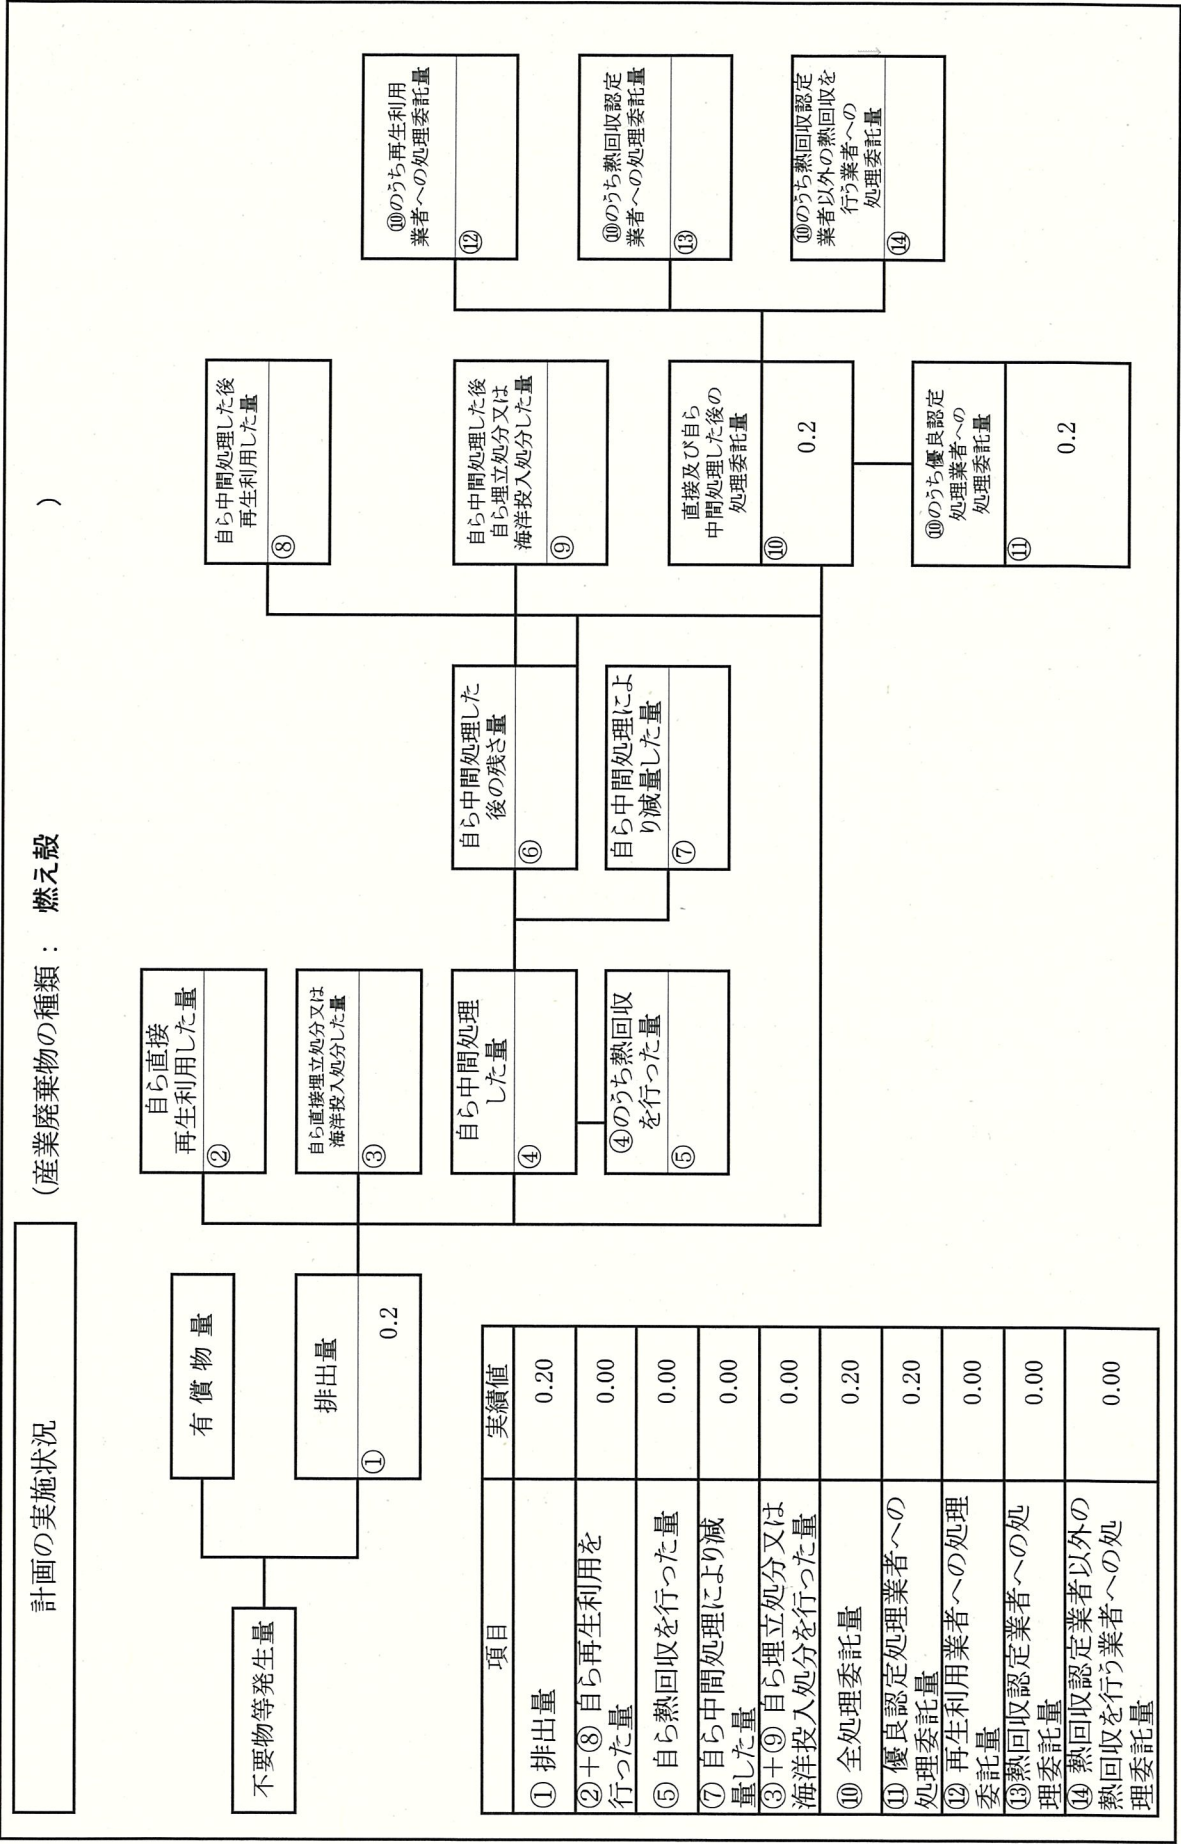 計画の実施状況
(産業廃棄物の種類： 燃え殻 )
不要物等発生量
有償物量
排出量
① 0.2
自ら直接
再生利用した量
②
自ら直接埋立処分又は
海洋投入処分した量
③
自ら中間処理
した量
④
④のうち熱回収
を行った量
⑤
自ら中間処理した
後の残さ量
⑥
自ら中間処理によ
り減量した量
⑦
自ら中間処理した後
再生利用した量
⑧
自ら中間処理した後
自ら埋立処分又は
海洋投入処分した量
⑨
直接及び自ら
中間処理した後の
処理委託量
⑩ 0.2
⑩のうち優良認定
処理業者への
処理委託量
⑪ 0.2
⑩のうち再生利用
業者への処理委託量
⑫
⑩のうち熱回収認定
業者への処理委託量
⑬
⑩のうち熱回収認定
業者以外の熱回収を
行う業者への
処理委託量
⑭
項目 実績値
① 排出量 0.20
②＋⑧ 自ら再生利用を
行った量 0.00
⑤ 自ら熱回収を行った量 0.00
⑦ 自ら中間処理により減
量した量 0.00
③＋⑨ 自ら埋立処分又は
海洋投入処分を行った量 0.00
⑩ 全処理委託量 0.20
⑪ 優良認定処理業者への
処理委託量 0.20
⑫ 再生利用業者への処理
委託量 0.00
⑬熱回収認定業者への処
理委託量 0.00
⑭ 熱回収認定業者以外の
熱回収を行う業者への処
理委託量 0.00